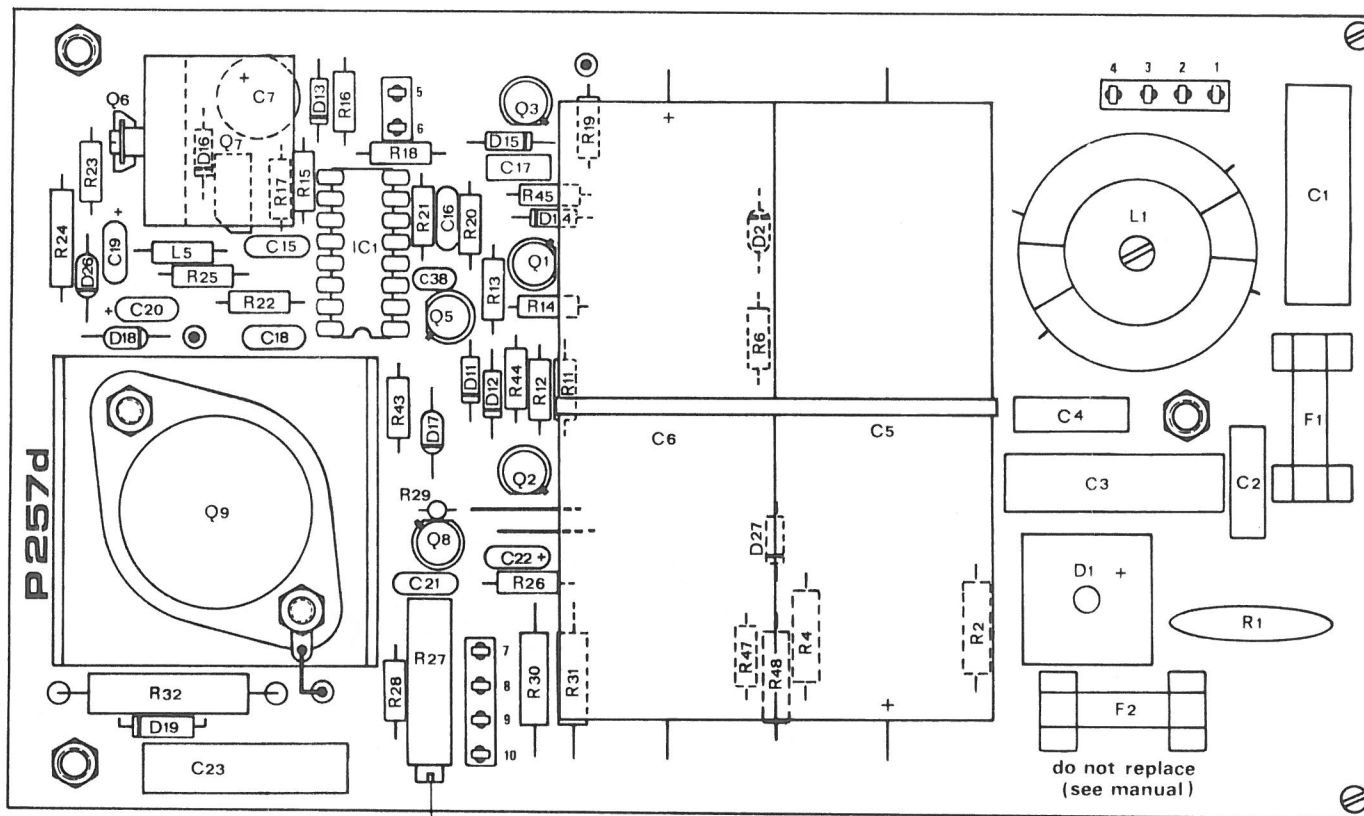 4 3 2 1
Q6
+
C7
D13
R16
5
6
Q3
+
R19
C1
Q7
D16
D15
R18
R23
R17
R15
C17
R45
D14
R24
+
C19
R21
C16
R20
D2
L1
L5
C15
IC1
Q1
D26
R25
C38
R13
R22
R14
+
C20
Q5
R6
D18
C18
D11
D12
R44
R12
R11
R43
C4
F1
D17
C6
C5
Q2
C3
C2
R29
P257d
Q9
Q8
D27
C22+
D1
+
C21
R26
R1
R27
7
R30
R31
R47
R48
R4
R2
R32
R28
8
+
F2
D19
9
10
C23
do not replace
(see manual)